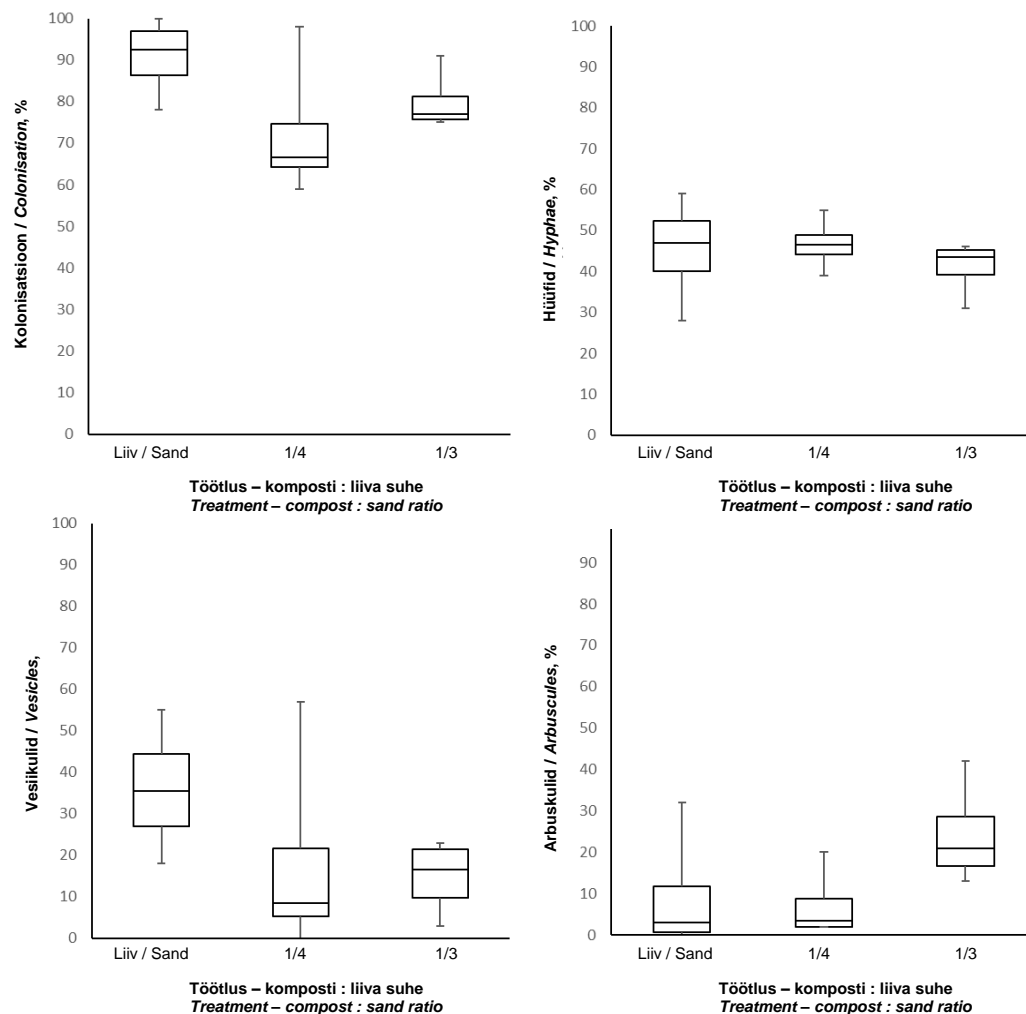 Kolonisatsioon / Colonisation, %
100
90
80
70
60
50
40
30
20
10
0
Liiv / Sand 1/4 1/3
Töötlus – komposti : liiva suhe
Treatment – compost : sand ratio
Hüüfid / Hyphae, %
100
90
80
70
60
50
40
30
20
10
0
Liiv / Sand 1/4 1/3
Töötlus – komposti : liiva suhe
Treatment – compost : sand ratio
Vesiikulid / Vesicles,
100
90
80
70
60
50
40
30
20
10
0
Liiv / Sand 1/4 1/3
Töötlus – komposti : liiva suhe
Treatment – compost : sand ratio
Arbuskulid / Arbuscules, %
90
80
70
60
50
40
30
20
10
0
Liiv / Sand 1/4 1/3
Töötlus – komposti : liiva suhe
Treatment – compost : sand ratio